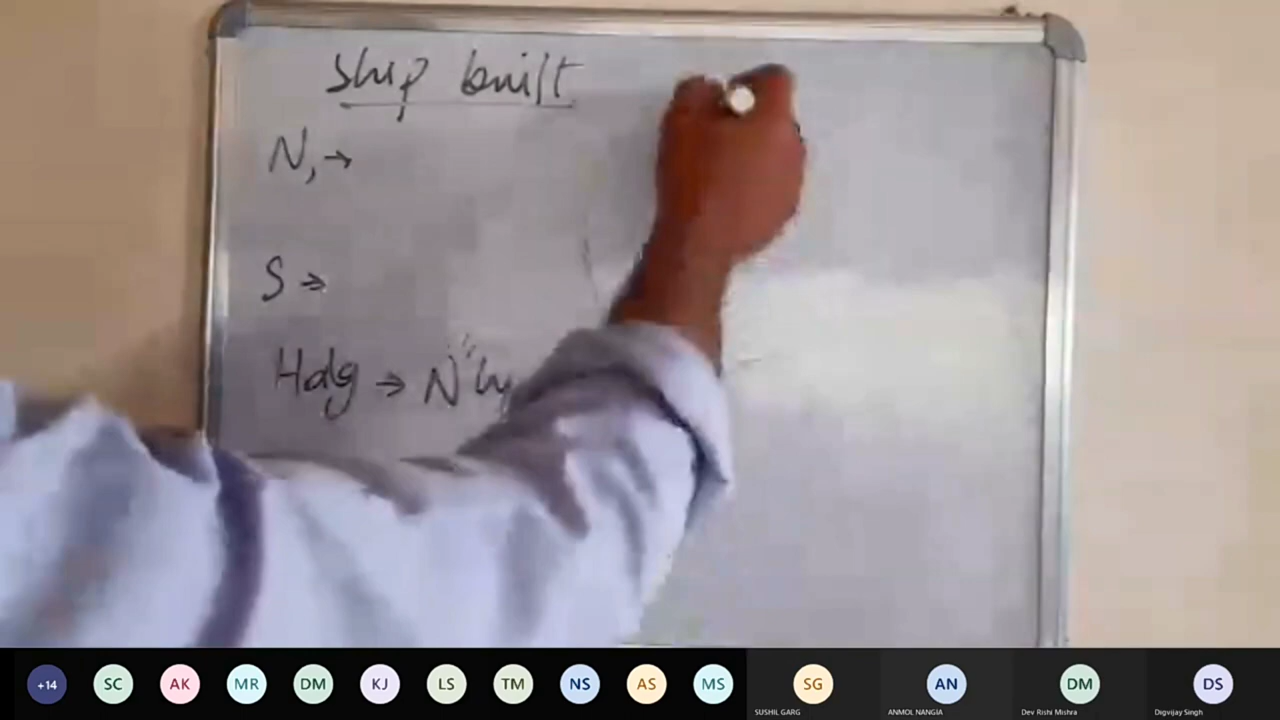 Ship built
N, →
S →
Hdg → N"ly
+14 SC AK MR DM KJ LS TM NS AS MS SG AN DM DS
SUSHIL GARG ANMOL NANGIA Dev Rishi Mishra Digvijay Singh